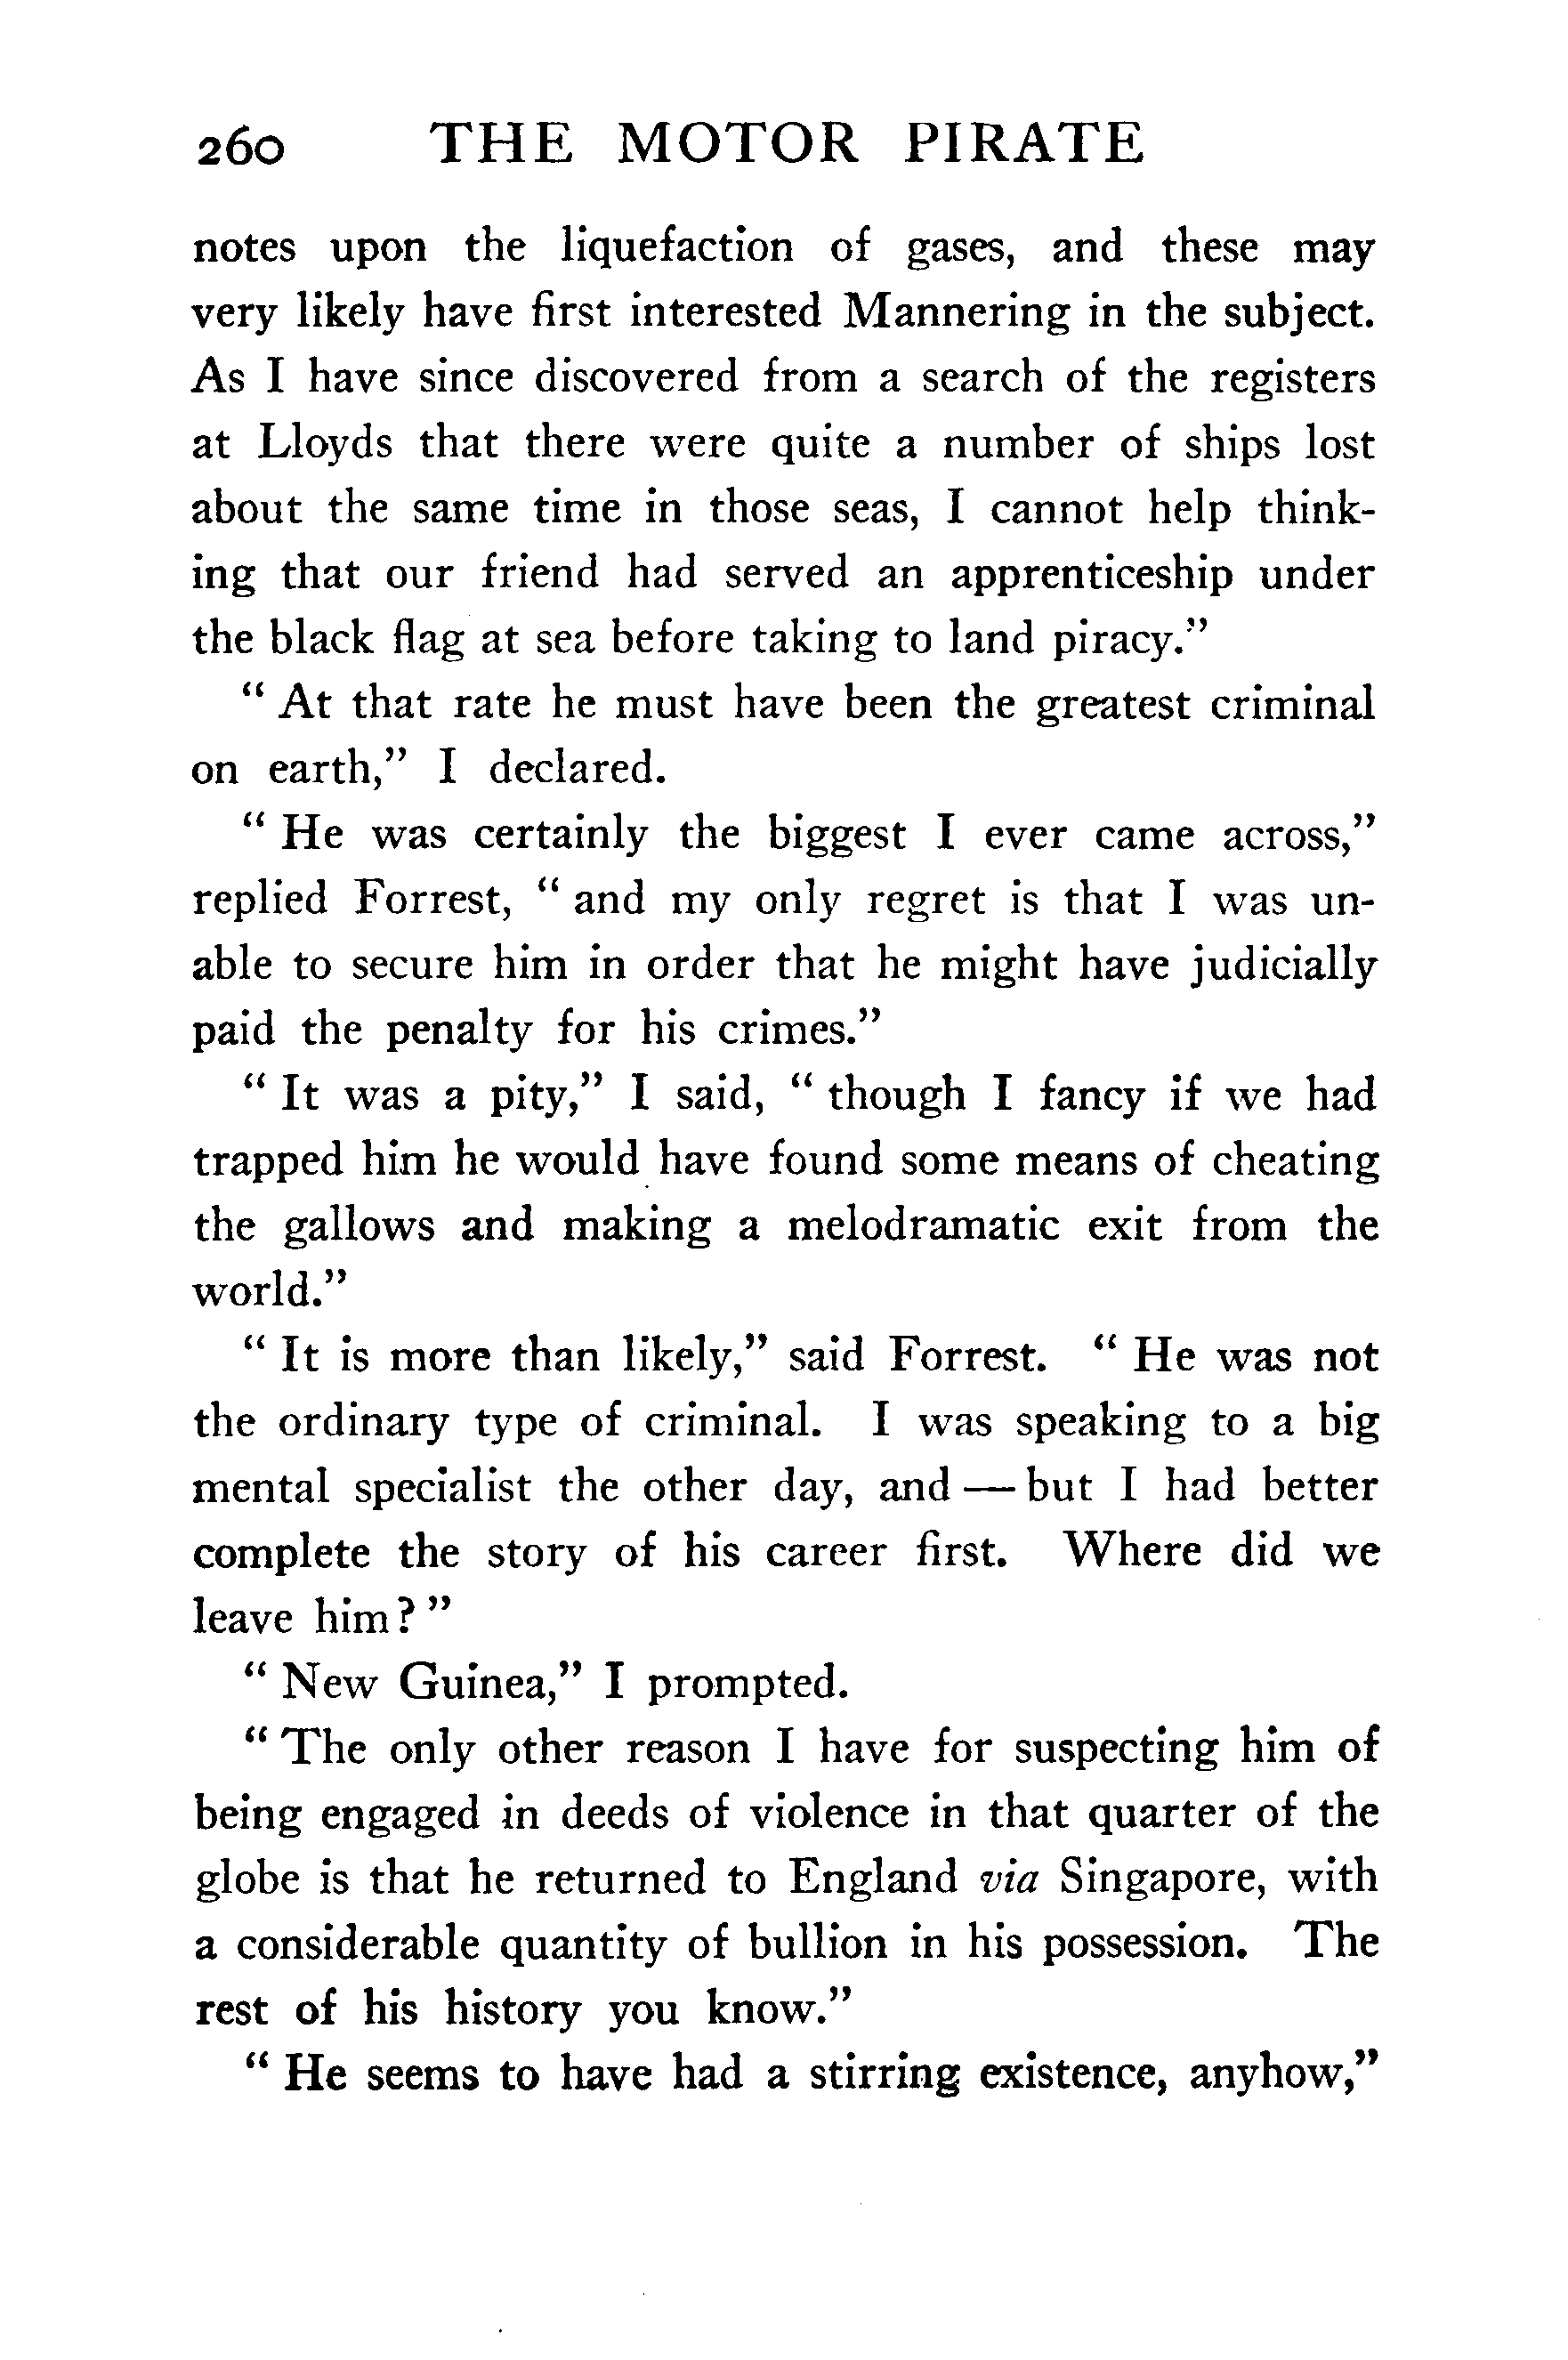 260 THE MOTOR PIRATE
notes upon the liquefaction of gases, and these may
very likely have first interested Mannering in the subject.
As I have since discovered from a search of the registers
at Lloyds that there were quite a number of ships lost
about the same time in those seas, I cannot help think-
ing that our friend had served an apprenticeship under
the black flag at sea before taking to land piracy.”
“ At that rate he must have been the greatest criminal
on earth,” I declared.
“ He was certainly the biggest I ever came across,”
replied Forrest, “ and my only regret is that I was un-
able to secure him in order that he might have judicially
paid the penalty for his crimes.”
“ It was a pity,” I said, “ though I fancy if we had
trapped him he would have found some means of cheating
the gallows and making a melodramatic exit from the
world.”
“ It is more than likely,” said Forrest. “ He was not
the ordinary type of criminal. I was speaking to a big
mental specialist the other day, and — but I had better
complete the story of his career first. Where did we
leave him? ”
“ New Guinea,” I prompted.
“ The only other reason I have for suspecting him of
being engaged in deeds of violence in that quarter of the
globe is that he returned to England via Singapore, with
a considerable quantity of bullion in his possession. The
rest of his history you know.”
“ He seems to have had a stirring existence, anyhow,”